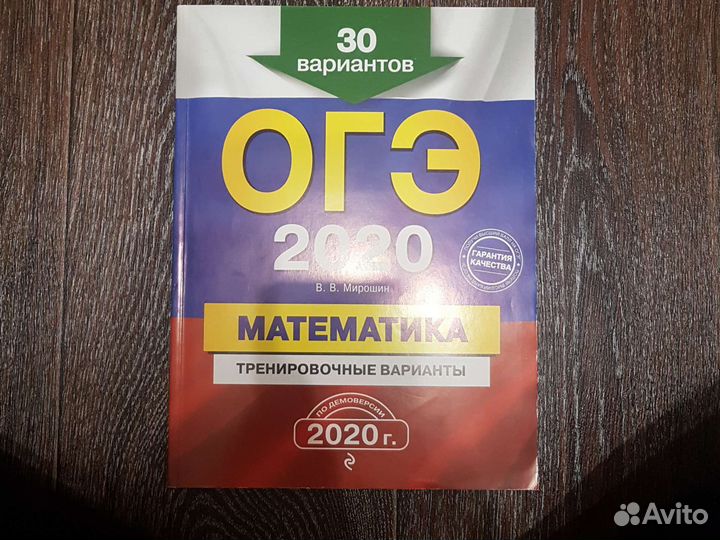 30
вариантов
ОГЭ
2020
ГАРАНТИЯ
КАЧЕСТВА
В. В. Мирошин
МАТЕМАТИКА
ТРЕНИРОВОЧНЫЕ ВАРИАНТЫ
ПО ДЕМОВЕРСИИ
2020 г.
Avito